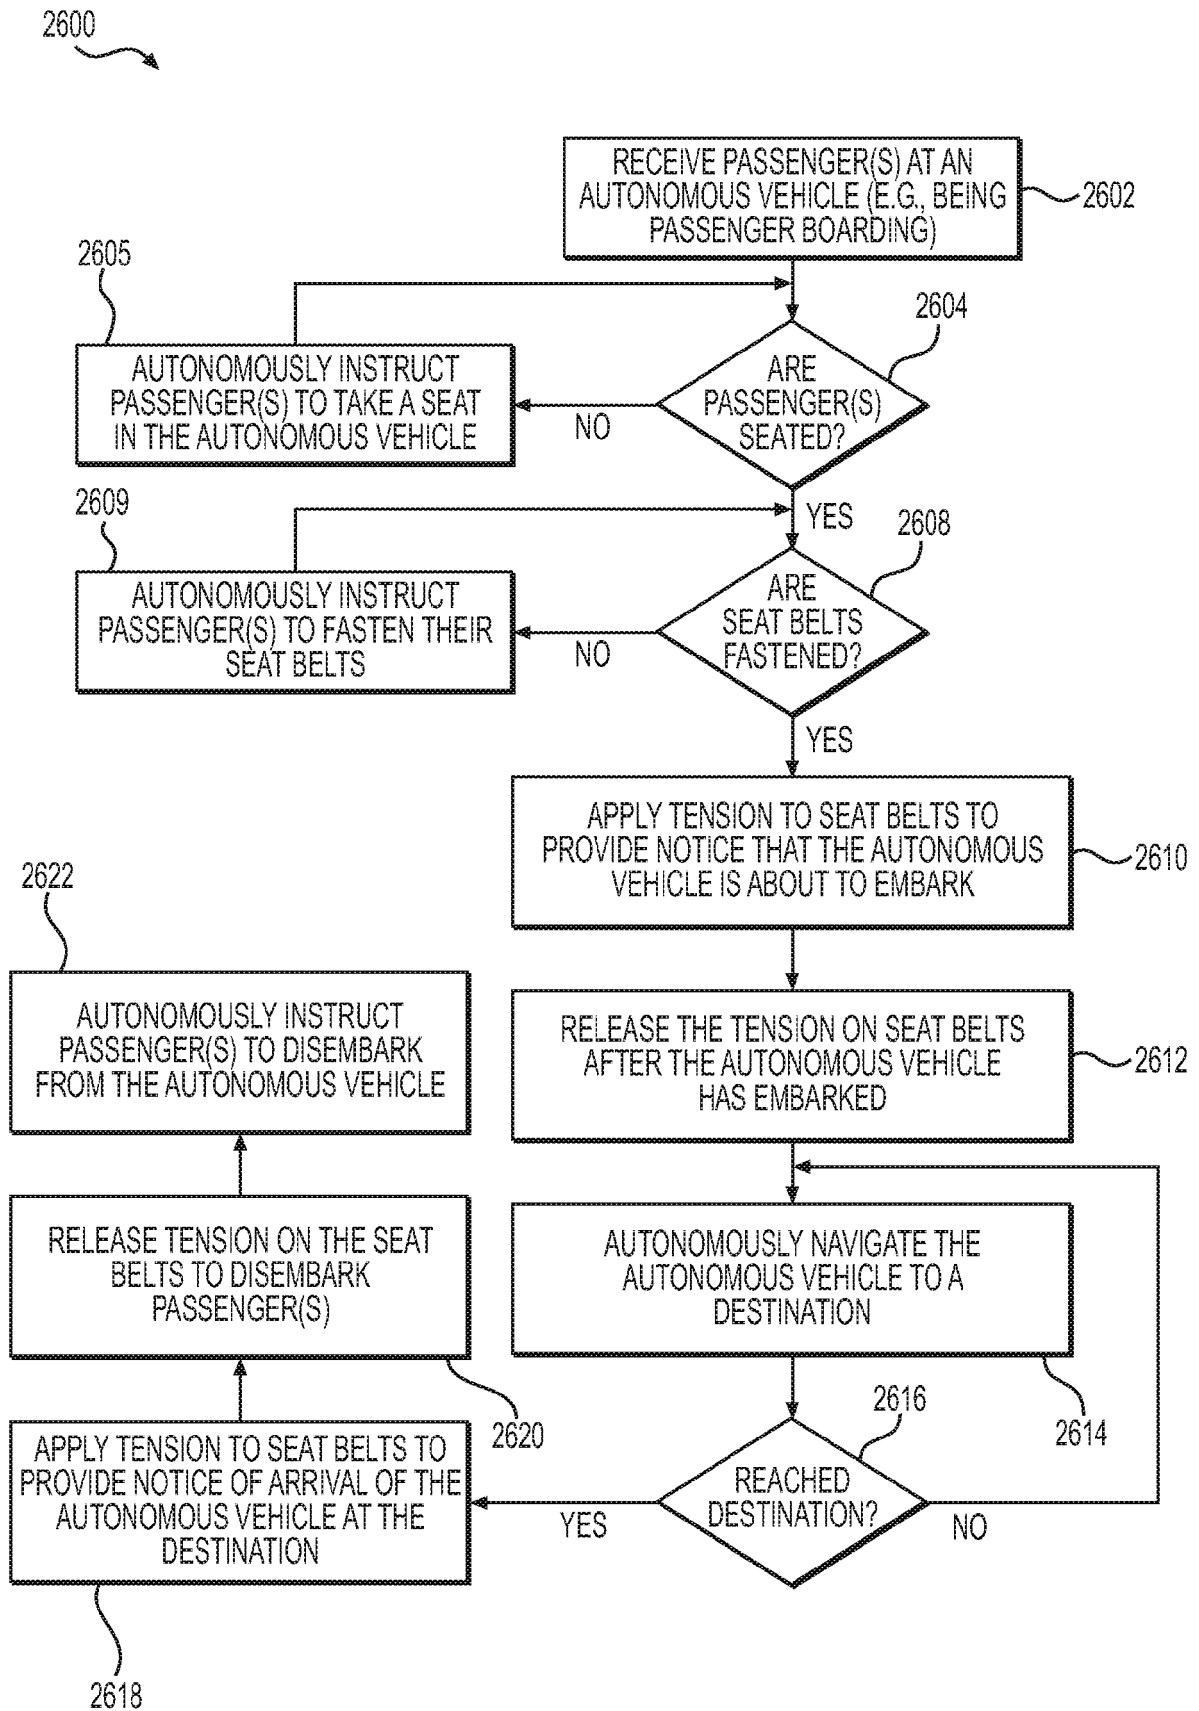 2600
RECEIVE PASSENGER(S) AT AN
AUTONOMOUS VEHICLE (E.G., BEING
PASSENGER BOARDING)
2602
2605
2604
AUTONOMOUSLY INSTRUCT
PASSENGER(S) TO TAKE A SEAT
IN THE AUTONOMOUS VEHICLE
NO
ARE
PASSENGER(S)
SEATED?
2609
YES
2608
AUTONOMOUSLY INSTRUCT
PASSENGER(S) TO FASTEN THEIR
SEAT BELTS
NO
ARE
SEAT BELTS
FASTENED?
YES
APPLY TENSION TO SEAT BELTS TO
PROVIDE NOTICE THAT THE AUTONOMOUS
VEHICLE IS ABOUT TO EMBARK
2610
RELEASE THE TENSION ON SEAT BELTS
AFTER THE AUTONOMOUS VEHICLE
HAS EMBARKED
2612
AUTONOMOUSLY NAVIGATE THE
AUTONOMOUS VEHICLE TO A
DESTINATION
2614
2616
REACHED
DESTINATION?
NO
YES
APPLY TENSION TO SEAT BELTS TO
PROVIDE NOTICE OF ARRIVAL OF THE
AUTONOMOUS VEHICLE AT THE
DESTINATION
2618
RELEASE TENSION ON THE SEAT
BELTS TO DISEMBARK
PASSENGER(S)
2620
2622
AUTONOMOUSLY INSTRUCT
PASSENGER(S) TO DISEMBARK
FROM THE AUTONOMOUS VEHICLE